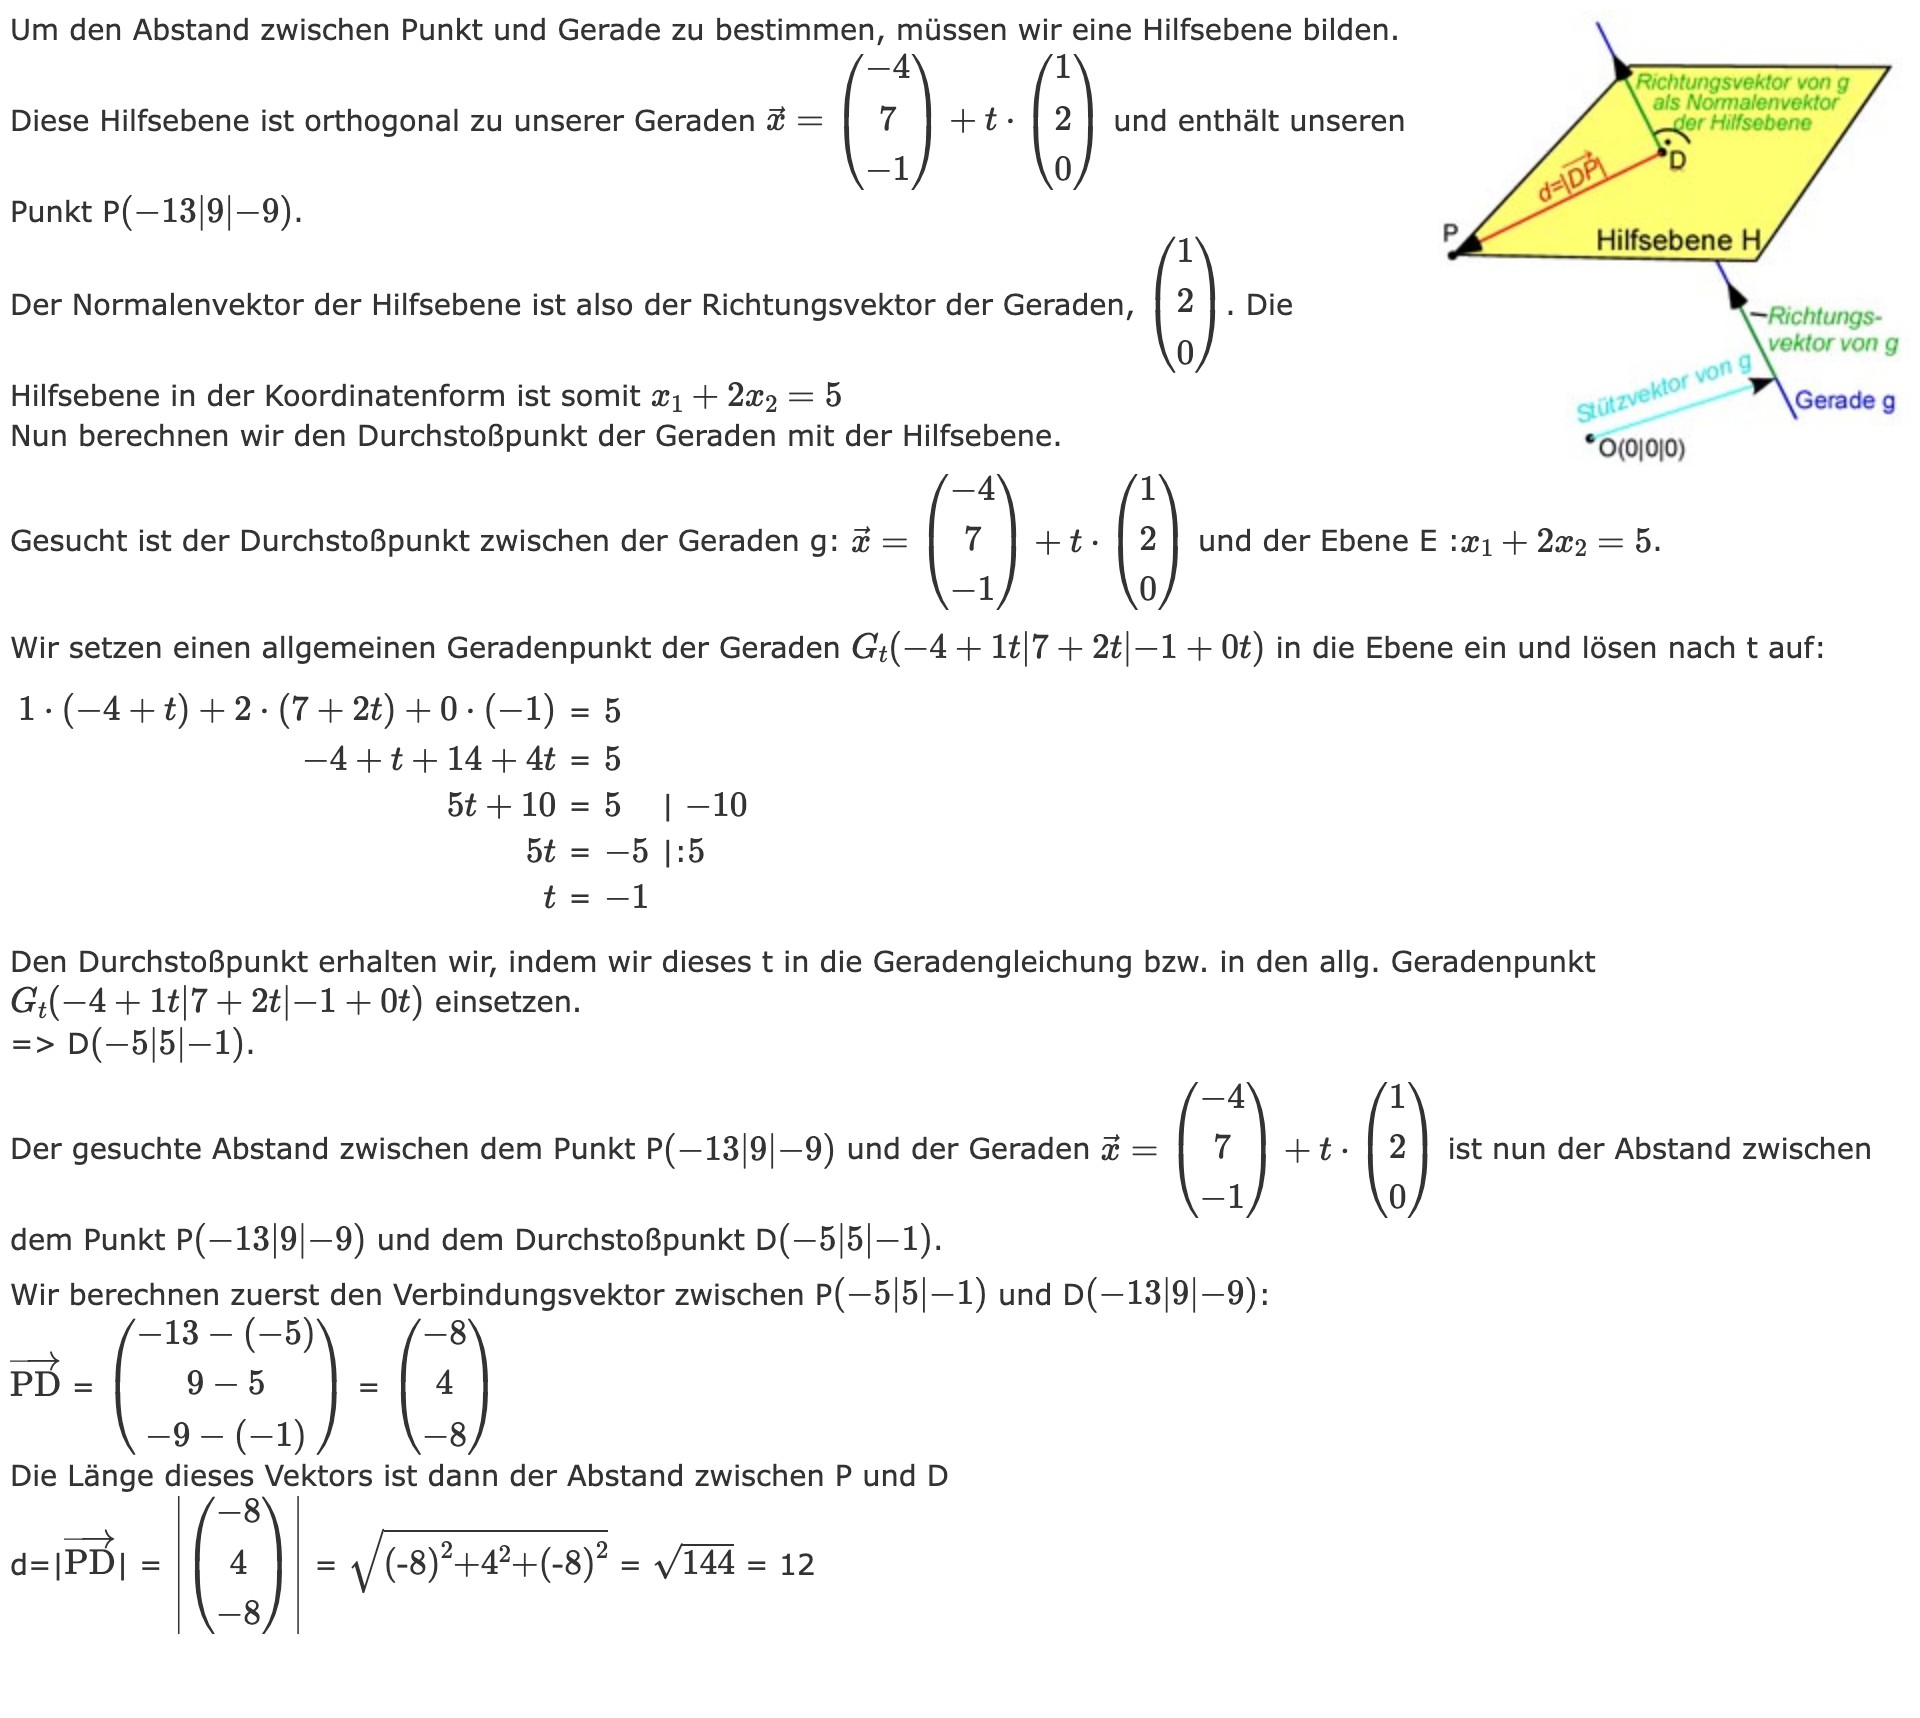 Um den Abstand zwischen Punkt und Gerade zu bestimmen, müssen wir eine Hilfsebene bilden.
Diese Hilfsebene ist orthogonal zu unserer Geraden $\vec{x} = \begin{pmatrix} -4 \\ 7 \\ -1 \end{pmatrix} + t \cdot \begin{pmatrix} 1 \\ 2 \\ 0 \end{pmatrix}$ und enthält unseren
Punkt P(−13|9|−9).
Der Normalenvektor der Hilfsebene ist also der Richtungsvektor der Geraden, $\begin{pmatrix} 1 \\ 2 \\ 0 \end{pmatrix}$. Die
Hilfsebene in der Koordinatenform ist somit $x_1 + 2x_2 = 5$
Nun berechnen wir den Durchstoßpunkt der Geraden mit der Hilfsebene.
Richtungsvektor von g
als Normalenvektor
der Hilfsebene
D
$d=|\overrightarrow{DP}|$
P
Hilfsebene H
Richtungs-
vektor von g
Stützvektor von g
Gerade g
O(0|0|0)
Gesucht ist der Durchstoßpunkt zwischen der Geraden g: $\vec{x} = \begin{pmatrix} -4 \\ 7 \\ -1 \end{pmatrix} + t \cdot \begin{pmatrix} 1 \\ 2 \\ 0 \end{pmatrix}$ und der Ebene E :$x_1 + 2x_2 = 5$.
Wir setzen einen allgemeinen Geradenpunkt der Geraden $G_t(-4 + 1t|7 + 2t|-1 + 0t)$ in die Ebene ein und lösen nach t auf:
$1 \cdot (-4 + t) + 2 \cdot (7 + 2t) + 0 \cdot (-1) = 5$
$-4 + t + 14 + 4t = 5$
$5t + 10 = 5$ | $-10$
$5t = -5$ |:5
$t = -1$
Den Durchstoßpunkt erhalten wir, indem wir dieses t in die Geradengleichung bzw. in den allg. Geradenpunkt
$G_t(-4 + 1t|7 + 2t|-1 + 0t)$ einsetzen.
=> D(−5|5|−1).
Der gesuchte Abstand zwischen dem Punkt P(−13|9|−9) und der Geraden $\vec{x} = \begin{pmatrix} -4 \\ 7 \\ -1 \end{pmatrix} + t \cdot \begin{pmatrix} 1 \\ 2 \\ 0 \end{pmatrix}$ ist nun der Abstand zwischen
dem Punkt P(−13|9|−9) und dem Durchstoßpunkt D(−5|5|−1).
Wir berechnen zuerst den Verbindungsvektor zwischen P(−5|5|−1) und D(−13|9|−9):
$\overrightarrow{PD} = \begin{pmatrix} -13 - (-5) \\ 9 - 5 \\ -9 - (-1) \end{pmatrix} = \begin{pmatrix} -8 \\ 4 \\ -8 \end{pmatrix}$
Die Länge dieses Vektors ist dann der Abstand zwischen P und D
$d=|\overrightarrow{PD}| = \left| \begin{pmatrix} -8 \\ 4 \\ -8 \end{pmatrix} \right| = \sqrt{(-8)^2+4^2+(-8)^2} = \sqrt{144} = 12$